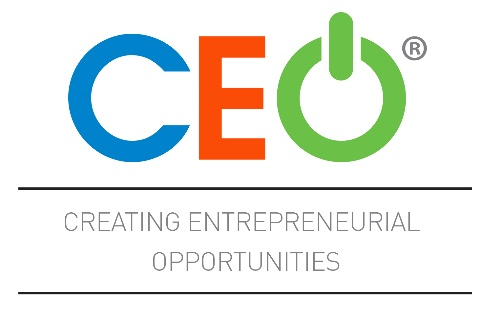 CEO®
CREATING ENTREPRENEURIAL
OPPORTUNITIES